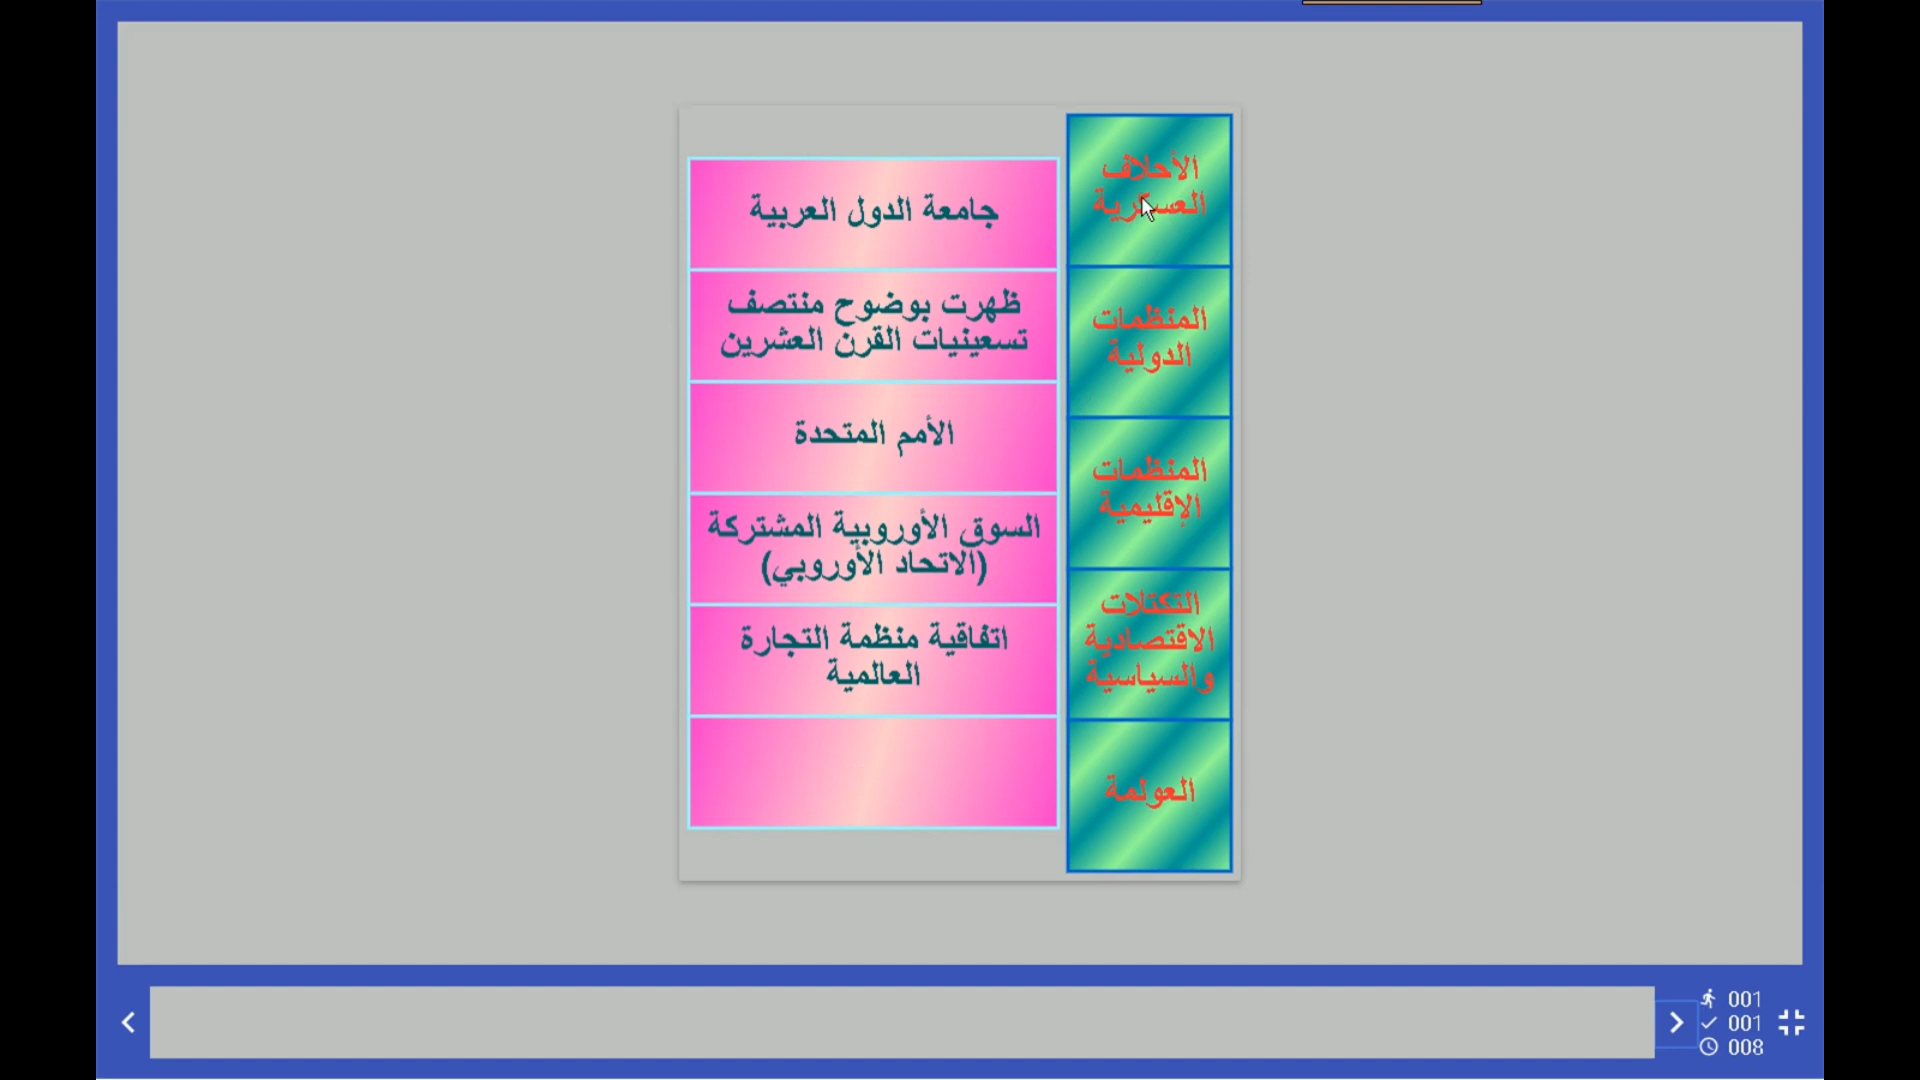 الأحلاف
العسكرية
المنظمات
الدولية
المنظمات
الإقليمية
التكتلات
الاقتصادية
والسياسية
العولمة
جامعة الدول العربية
ظهرت بوضوح منتصف
تسعينيات القرن العشرين
الأمم المتحدة
السوق الأوروبية المشتركة
(الاتحاد الأوروبي)
اتفاقية منظمة التجارة
العالمية
001
001
008